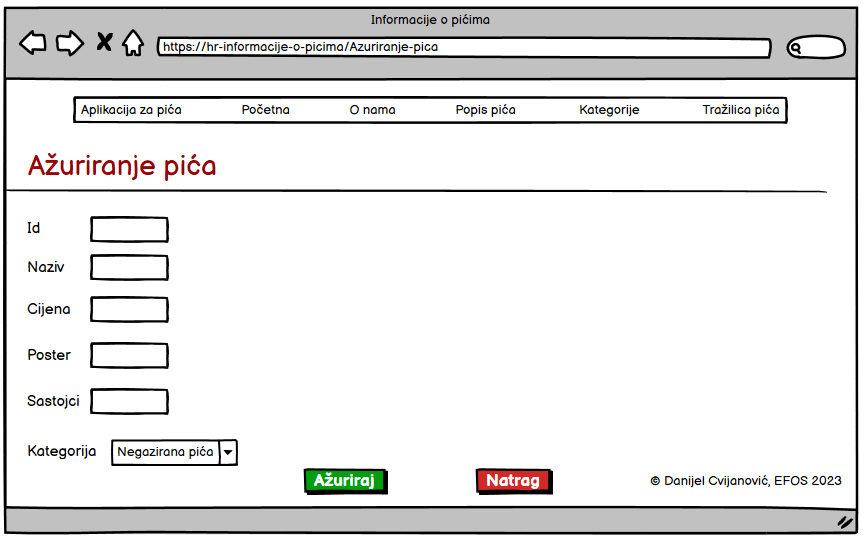 Informacije o pićima
https://hr-informacije-o-picima/Azuriranje-pica
Aplikacija za pića Početna O nama Popis pića Kategorije Tražilica pića
Ažuriranje pića
Id
Naziv
Cijena
Poster
Sastojci
Kategorija Negazirana pića
Ažuriraj Natrag © Danijel Cvijanović, EFOS 2023